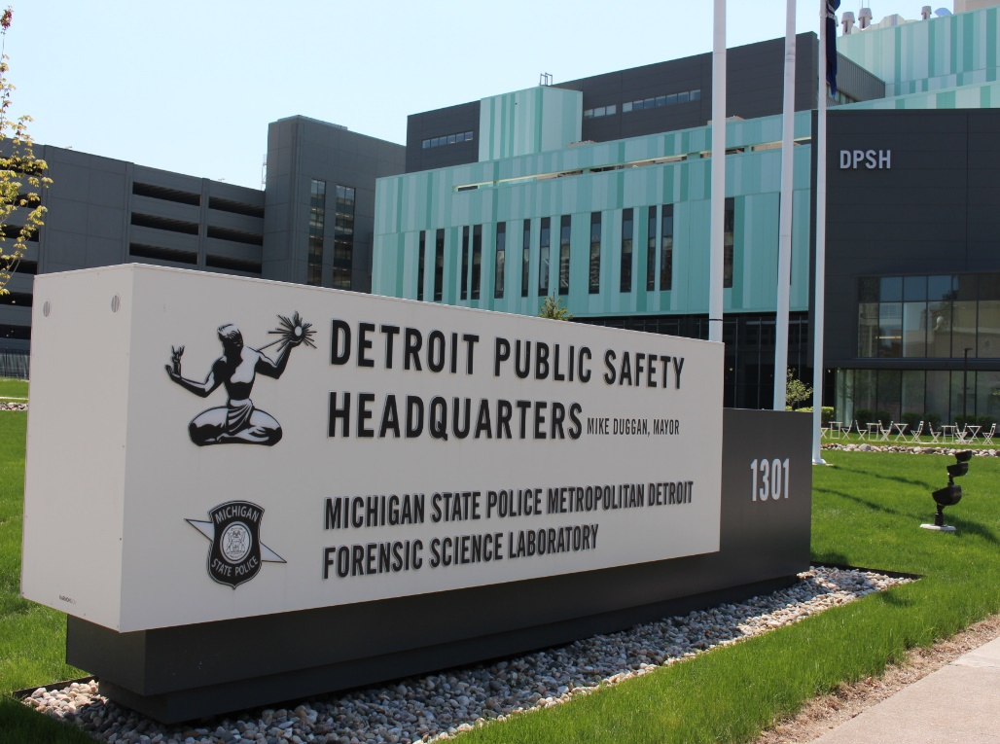 DPSH
DETROIT PUBLIC SAFETY
HEADQUARTERS MIKE DUGGAN, MAYOR
MICHIGAN STATE POLICE METROPOLITAN DETROIT
FORENSIC SCIENCE LABORATORY
MICHIGAN
STATE POLICE
1301